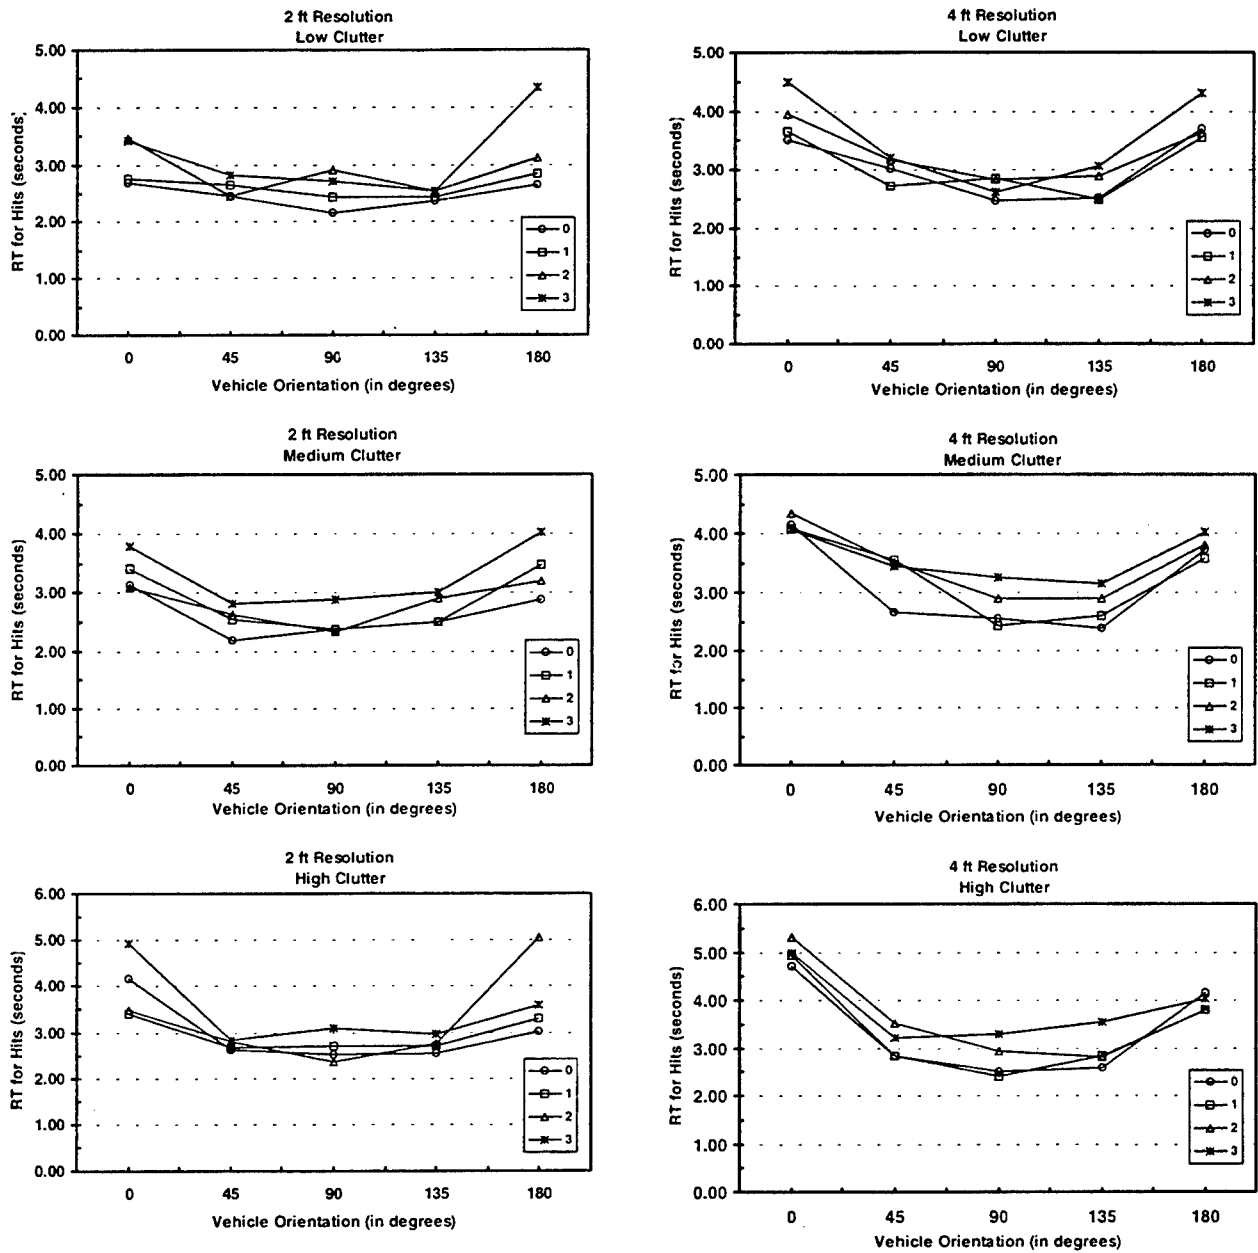 2 ft Resolution
Low Clutter
5.00
4.00
3.00
2.00
1.00
0.00
RT for Hits (seconds)
0 45 90 135 180
Vehicle Orientation (in degrees)
0
1
2
3
4 ft Resolution
Low Clutter
5.00
4.00
3.00
2.00
1.00
0.00
RT for Hits (seconds)
0 45 90 135 180
Vehicle Orientation (in degrees)
0
1
2
3
2 ft Resolution
Medium Clutter
5.00
4.00
3.00
2.00
1.00
0.00
RT for Hits (seconds)
0 45 90 135 180
Vehicle Orientation (in degrees)
0
1
2
3
4 ft Resolution
Medium Clutter
5.00
4.00
3.00
2.00
1.00
0.00
RT for Hits (seconds)
0 45 90 135 180
Vehicle Orientation (in degrees)
0
1
2
3
2 ft Resolution
High Clutter
6.00
5.00
4.00
3.00
2.00
1.00
0.00
RT for Hits (seconds)
0 45 90 135 180
Vehicle Orientation (in degrees)
0
1
2
3
4 ft Resolution
High Clutter
6.00
5.00
4.00
3.00
2.00
1.00
0.00
RT for Hits (seconds)
0 45 90 135 180
Vehicle Orientation (in degrees)
0
1
2
3